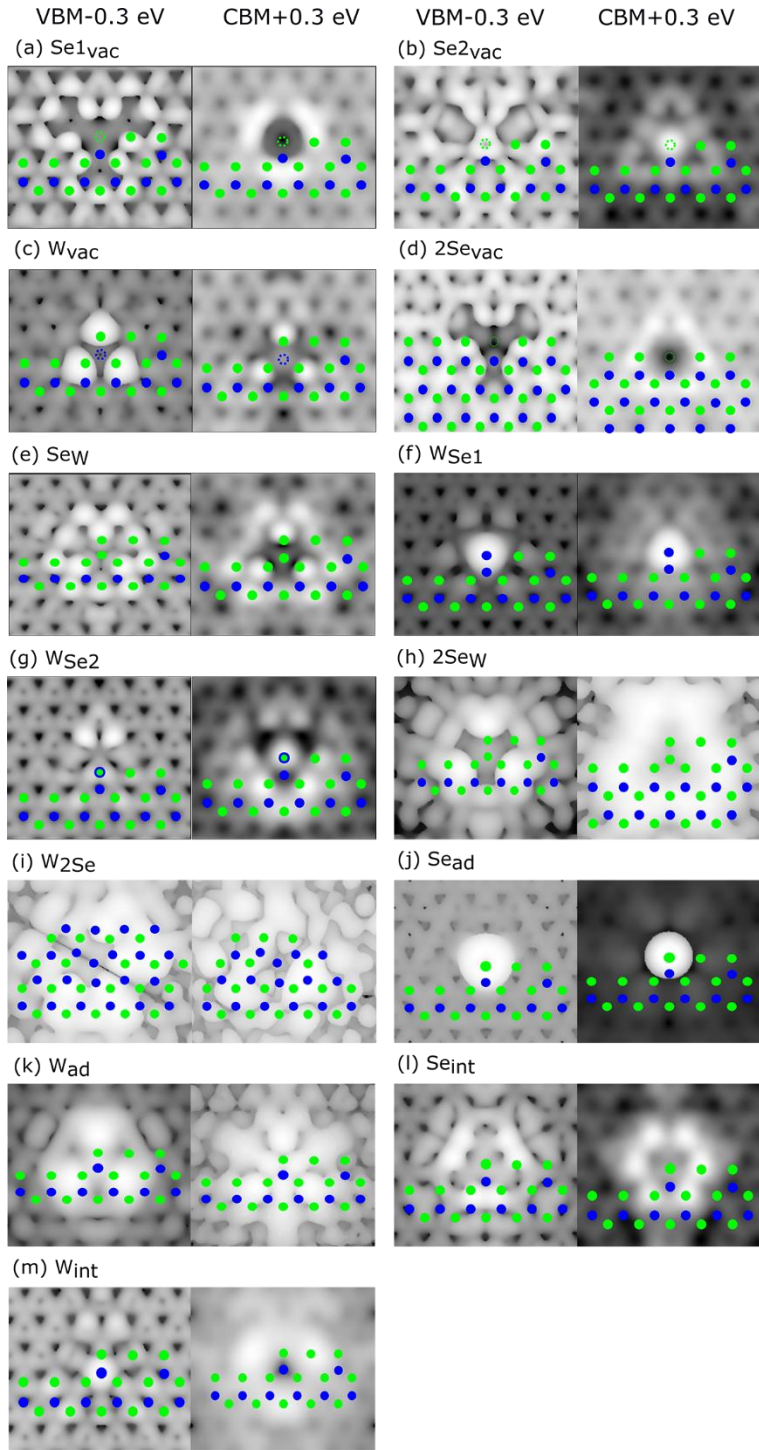 VBM-0.3 eV CBM+0.3 eV VBM-0.3 eV CBM+0.3 eV
(a) Se1vac (b) Se2vac
(c) Wvac (d) 2Sevac
(e) SeW (f) WSe1
(g) WSe2 (h) 2SeW
(i) W2Se (j) Sead
(k) Wad (l) Seint
(m) Wint